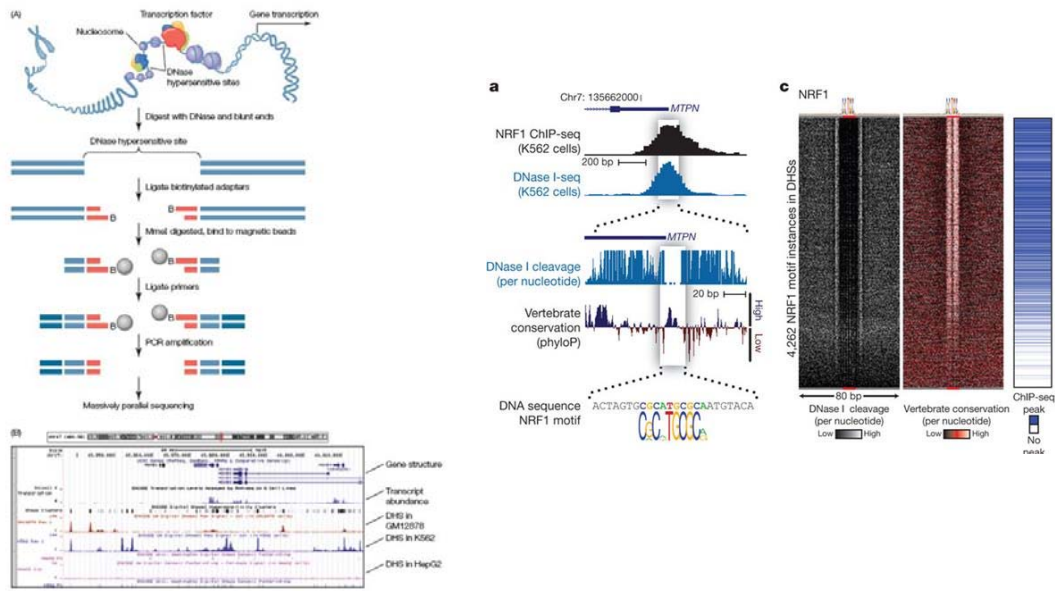 (A)
Transcription factor
Gene transcription
Nucleosome
DNase
hypersensitive sites
Digest with DNase and blunt ends
DNase hypersensitive site
Ligate biotinylated adapters
B
B
MmeI digested, bind to magnetic beads
B
B
Ligate primers
B
B
PCR amplification
Massively parallel sequencing
(B)
Gene structure
Transcript
abundance
DHS in
GM12878
DHS in K562
DHS in HepG2
a
Chr7: 135662000
MTPN
NRF1 ChIP-seq
(K562 cells)
200 bp
DNase I-seq
(K562 cells)
MTPN
DNase I cleavage
(per nucleotide)
20 bp
Vertebrate
conservation
(phyloP)
High
Low
DNA sequence
ACTAGTGCGCATGCGCAATGTACA
NRF1 motif
c
NRF1
4,262 NRF1 motif instances in DHSs
80 bp
DNase I cleavage
(per nucleotide)
Low High
Vertebrate conservation
(per nucleotide)
Low High
ChIP-seq
peak
No
peak